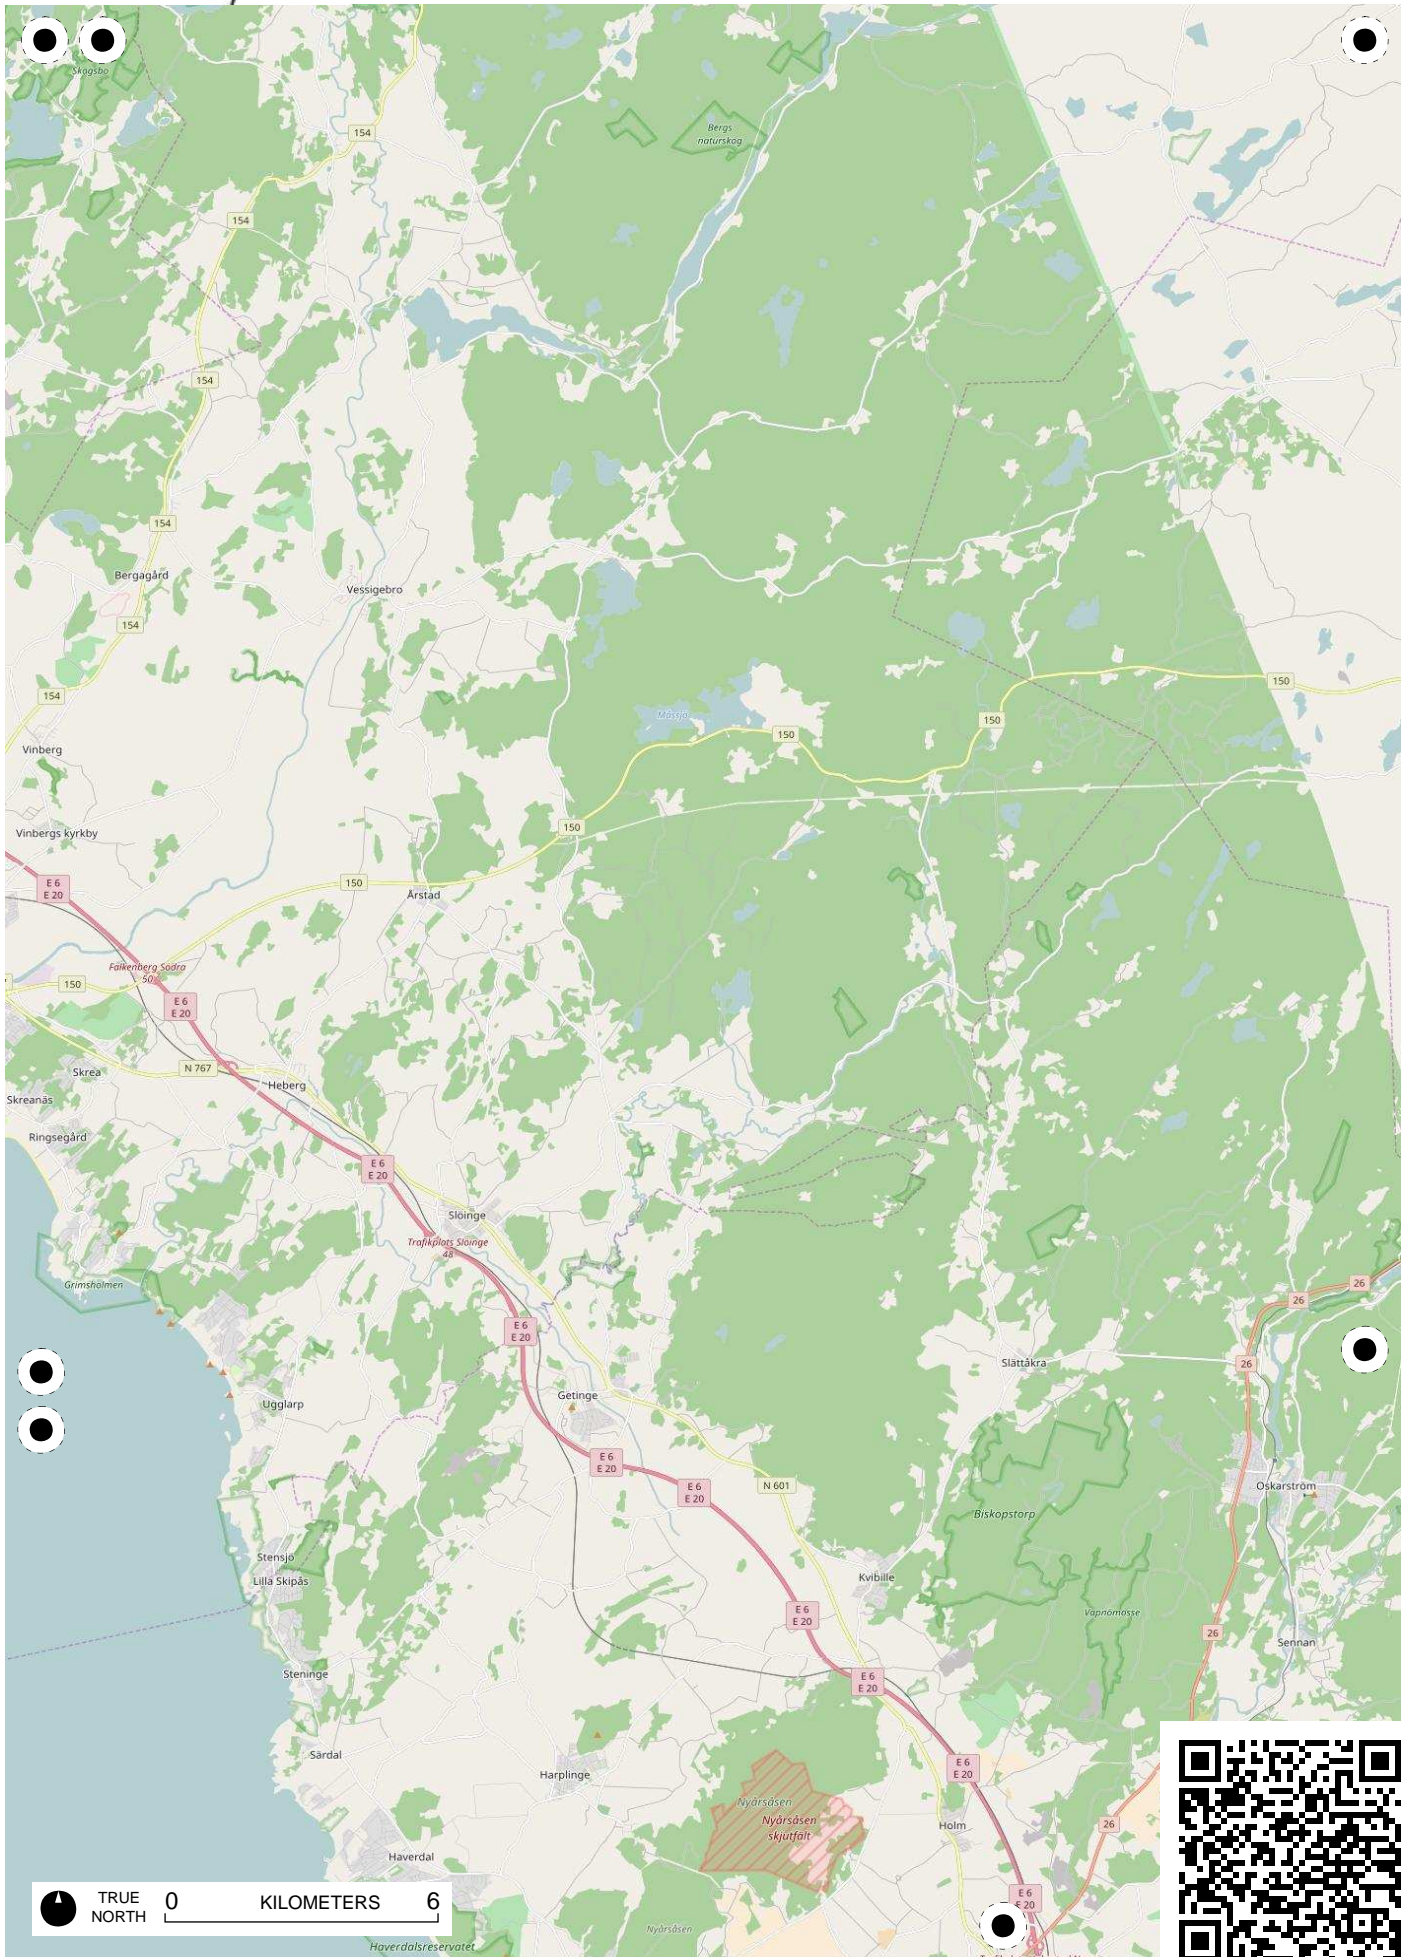 Skogsbo
154
Bergs
naturskog
154
154
154
Bergagård
Vessigebro
154
154
150
Mossjö
150
150
Vinberg
Vinbergs kyrkby
150
E 6
E 20
150
Årstad
Falkenberg Södra
50
150
E 6
E 20
N 767
Skrea
Heberg
Skreanäs
Ringsegård
E 6
E 20
Slöinge
Trafikplats Slöinge
48
Grimsholmen
26
26
E 6
E 20
Slättåkra
26
Getinge
Ugglarp
E 6
E 20
E 6
E 20
N 601
Oskarström
Biskopstorp
Stensjö
Lilla Skipås
Kvibille
E 6
E 20
Vapnömosse
26
Sennan
Steninge
E 6
E 20
Särdal
Harplinge
E 6
E 20
Nyårsåsen
Nyårsåsen
skjutfält
Holm
26
Haverdal
TRUE
NORTH
0 KILOMETERS 6
E 6
E 20
Nyårsåsen
Haverdalsreservatet